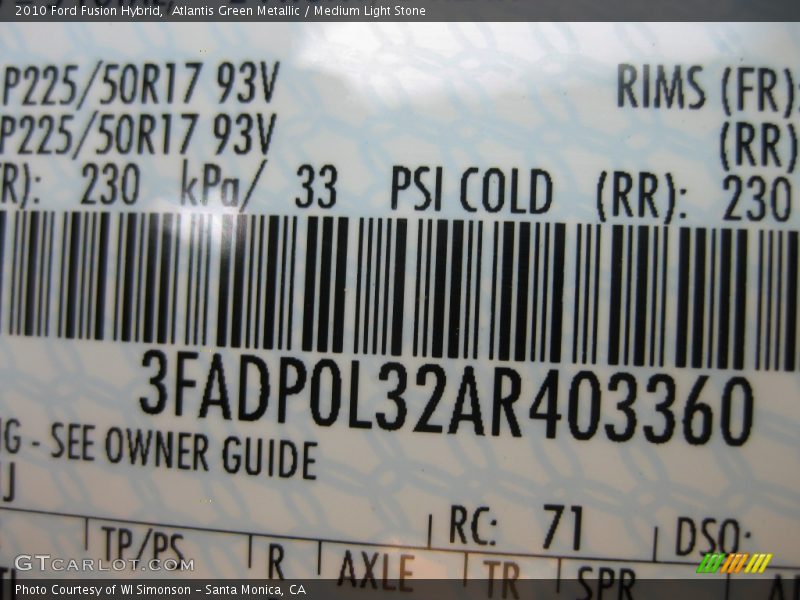 2010 Ford Fusion Hybrid, Atlantis Green Metallic / Medium Light Stone
P225/50R17 93V RIMS (FR):
P225/50R17 93V (RR)
R): 230 kPa/ 33 PSI COLD (RR): 230
3FADP0L32AR403360
G - SEE OWNER GUIDE
J
RC: 71 DSO:
TP/PS R AXLE TR SPR
GTCARLOT.COM
Photo Courtesy of WI Simonson - Santa Monica, CA